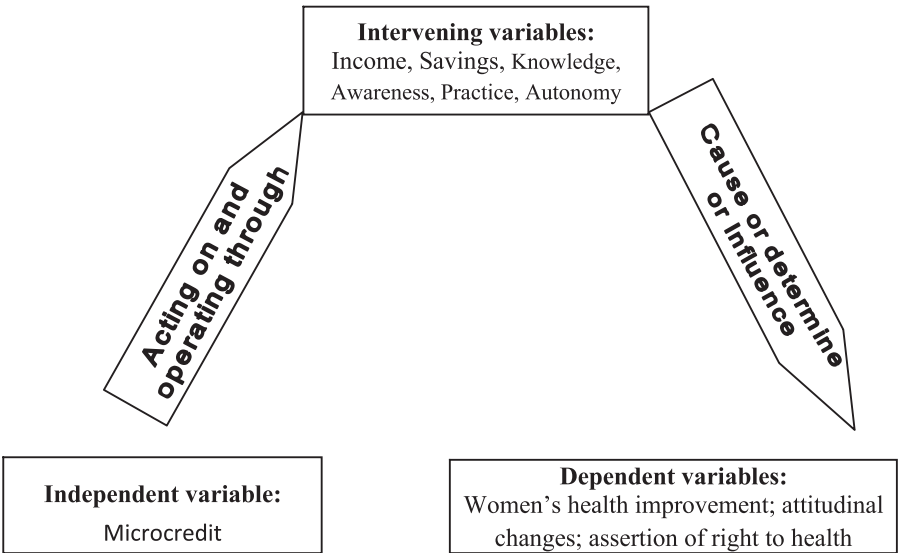 Intervening variables:
Income, Savings, Knowledge,
Awareness, Practice, Autonomy
Acting on and
operating through
Cause or determine
or influence
Independent variable:
Microcredit
Dependent variables:
Women’s health improvement; attitudinal
changes; assertion of right to health